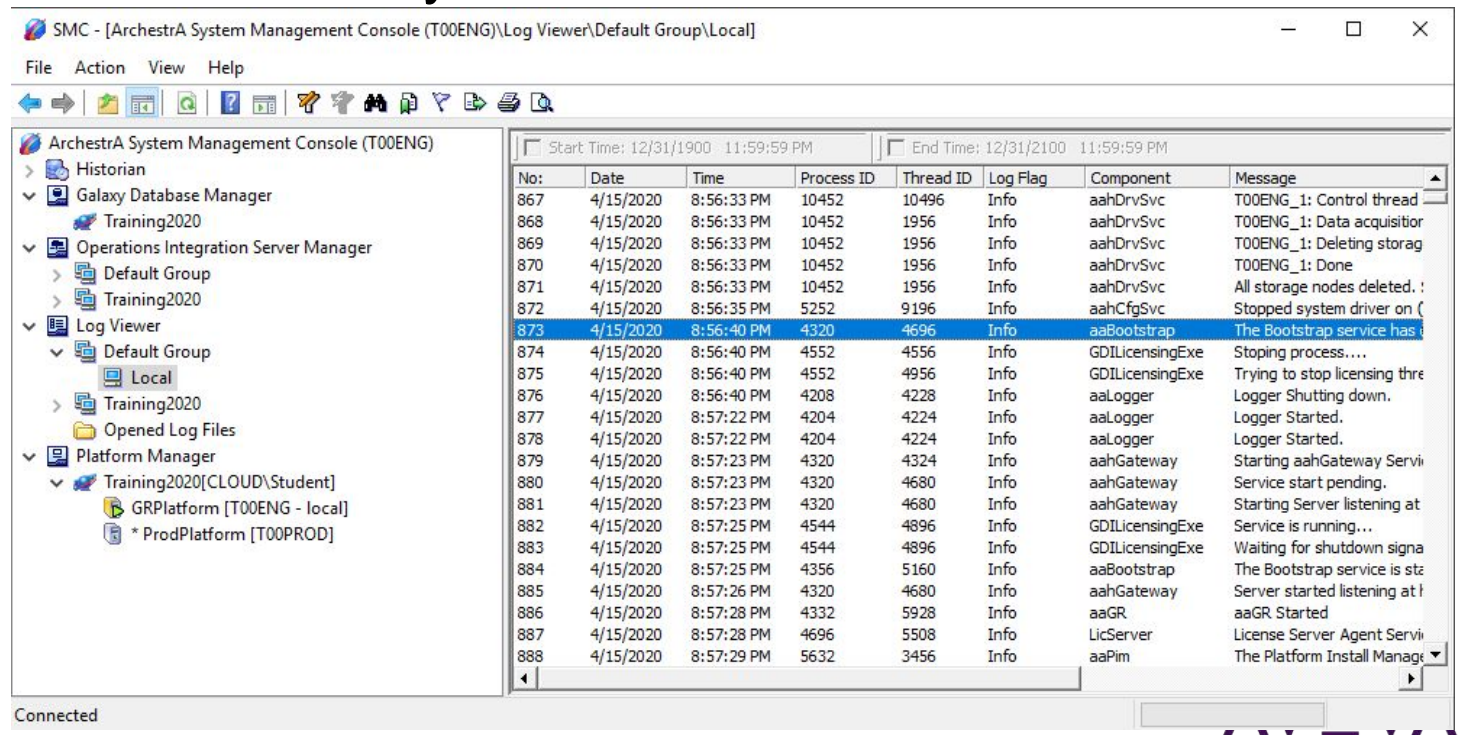 SMC - [ArchestrA System Management Console (T00ENG)\Log Viewer\Default Group\Local]
File Action View Help
ArchestrA System Management Console (T00ENG)
Historian
Galaxy Database Manager
Training2020
Operations Integration Server Manager
Default Group
Training2020
Log Viewer
Default Group
Local
Training2020
Opened Log Files
Platform Manager
Training2020[CLOUD\Student]
GRPlatform [T00ENG - local]
* ProdPlatform [T00PROD]
Start Time: 12/31/1900 11:59:59 PM End Time: 12/31/2100 11:59:59 PM
No: Date Time Process ID Thread ID Log Flag Component Message
867 4/15/2020 8:56:33 PM 10452 10496 Info aahDrvSvc T00ENG_1: Control thread
868 4/15/2020 8:56:33 PM 10452 1956 Info aahDrvSvc T00ENG_1: Data acquisition
869 4/15/2020 8:56:33 PM 10452 1956 Info aahDrvSvc T00ENG_1: Deleting storag
870 4/15/2020 8:56:33 PM 10452 1956 Info aahDrvSvc T00ENG_1: Done
871 4/15/2020 8:56:33 PM 10452 1956 Info aahDrvSvc All storage nodes deleted.
872 4/15/2020 8:56:35 PM 5252 9196 Info aahCfgSvc Stopped system driver on (
873 4/15/2020 8:56:40 PM 4320 4696 Info aaBootstrap The Bootstrap service has
874 4/15/2020 8:56:40 PM 4552 4556 Info GDILicensingExe Stoping process....
875 4/15/2020 8:56:40 PM 4552 4956 Info GDILicensingExe Trying to stop licensing thre
876 4/15/2020 8:56:40 PM 4208 4228 Info aaLogger Logger Shutting down.
877 4/15/2020 8:57:22 PM 4204 4224 Info aaLogger Logger Started.
878 4/15/2020 8:57:22 PM 4204 4224 Info aaLogger Logger Started.
879 4/15/2020 8:57:23 PM 4320 4324 Info aahGateway Starting aahGateway Servi
880 4/15/2020 8:57:23 PM 4320 4680 Info aahGateway Service start pending.
881 4/15/2020 8:57:23 PM 4320 4680 Info aahGateway Starting Server listening at
882 4/15/2020 8:57:25 PM 4544 4896 Info GDILicensingExe Service is running...
883 4/15/2020 8:57:25 PM 4544 4896 Info GDILicensingExe Waiting for shutdown signa
884 4/15/2020 8:57:25 PM 4356 5160 Info aaBootstrap The Bootstrap service is sta
885 4/15/2020 8:57:26 PM 4320 4680 Info aahGateway Server started listening at h
886 4/15/2020 8:57:28 PM 4332 5928 Info aaGR aaGR Started
887 4/15/2020 8:57:28 PM 4696 5508 Info LicServer License Server Agent Servi
888 4/15/2020 8:57:29 PM 5632 3456 Info aaPim The Platform Install Manage
Connected